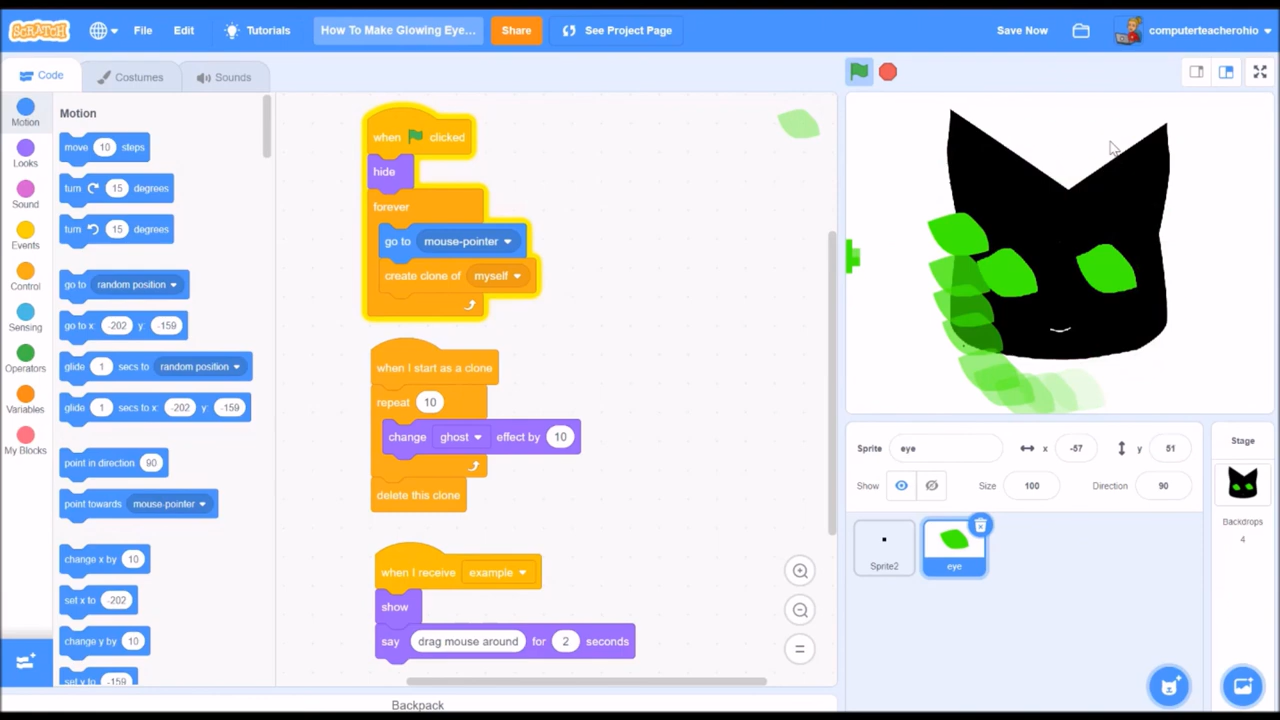 SCRATCH File Edit Tutorials How To Make Glowing Eye... Share See Project Page Save Now computerteacherohio
Code Costumes Sounds
Motion
Looks
Sound
Events
Control
Sensing
Operators
Variables
My Blocks
Motion
move 10 steps
turn 15 degrees
turn 15 degrees
go to random position
go to x: -202 y: -159
glide 1 secs to random position
glide 1 secs to x: -202 y: -159
point in direction 90
point towards mouse-pointer
change x by 10
set x to -202
change y by 10
set y to -159
when clicked
hide
forever
go to mouse-pointer
create clone of myself
when I start as a clone
repeat 10
change ghost effect by 10
delete this clone
when I receive example
show
say drag mouse around for 2 seconds
Backpack
Sprite eye x -57 y 51
Show Size 100 Direction 90
Sprite2
eye
Stage
Backdrops
4